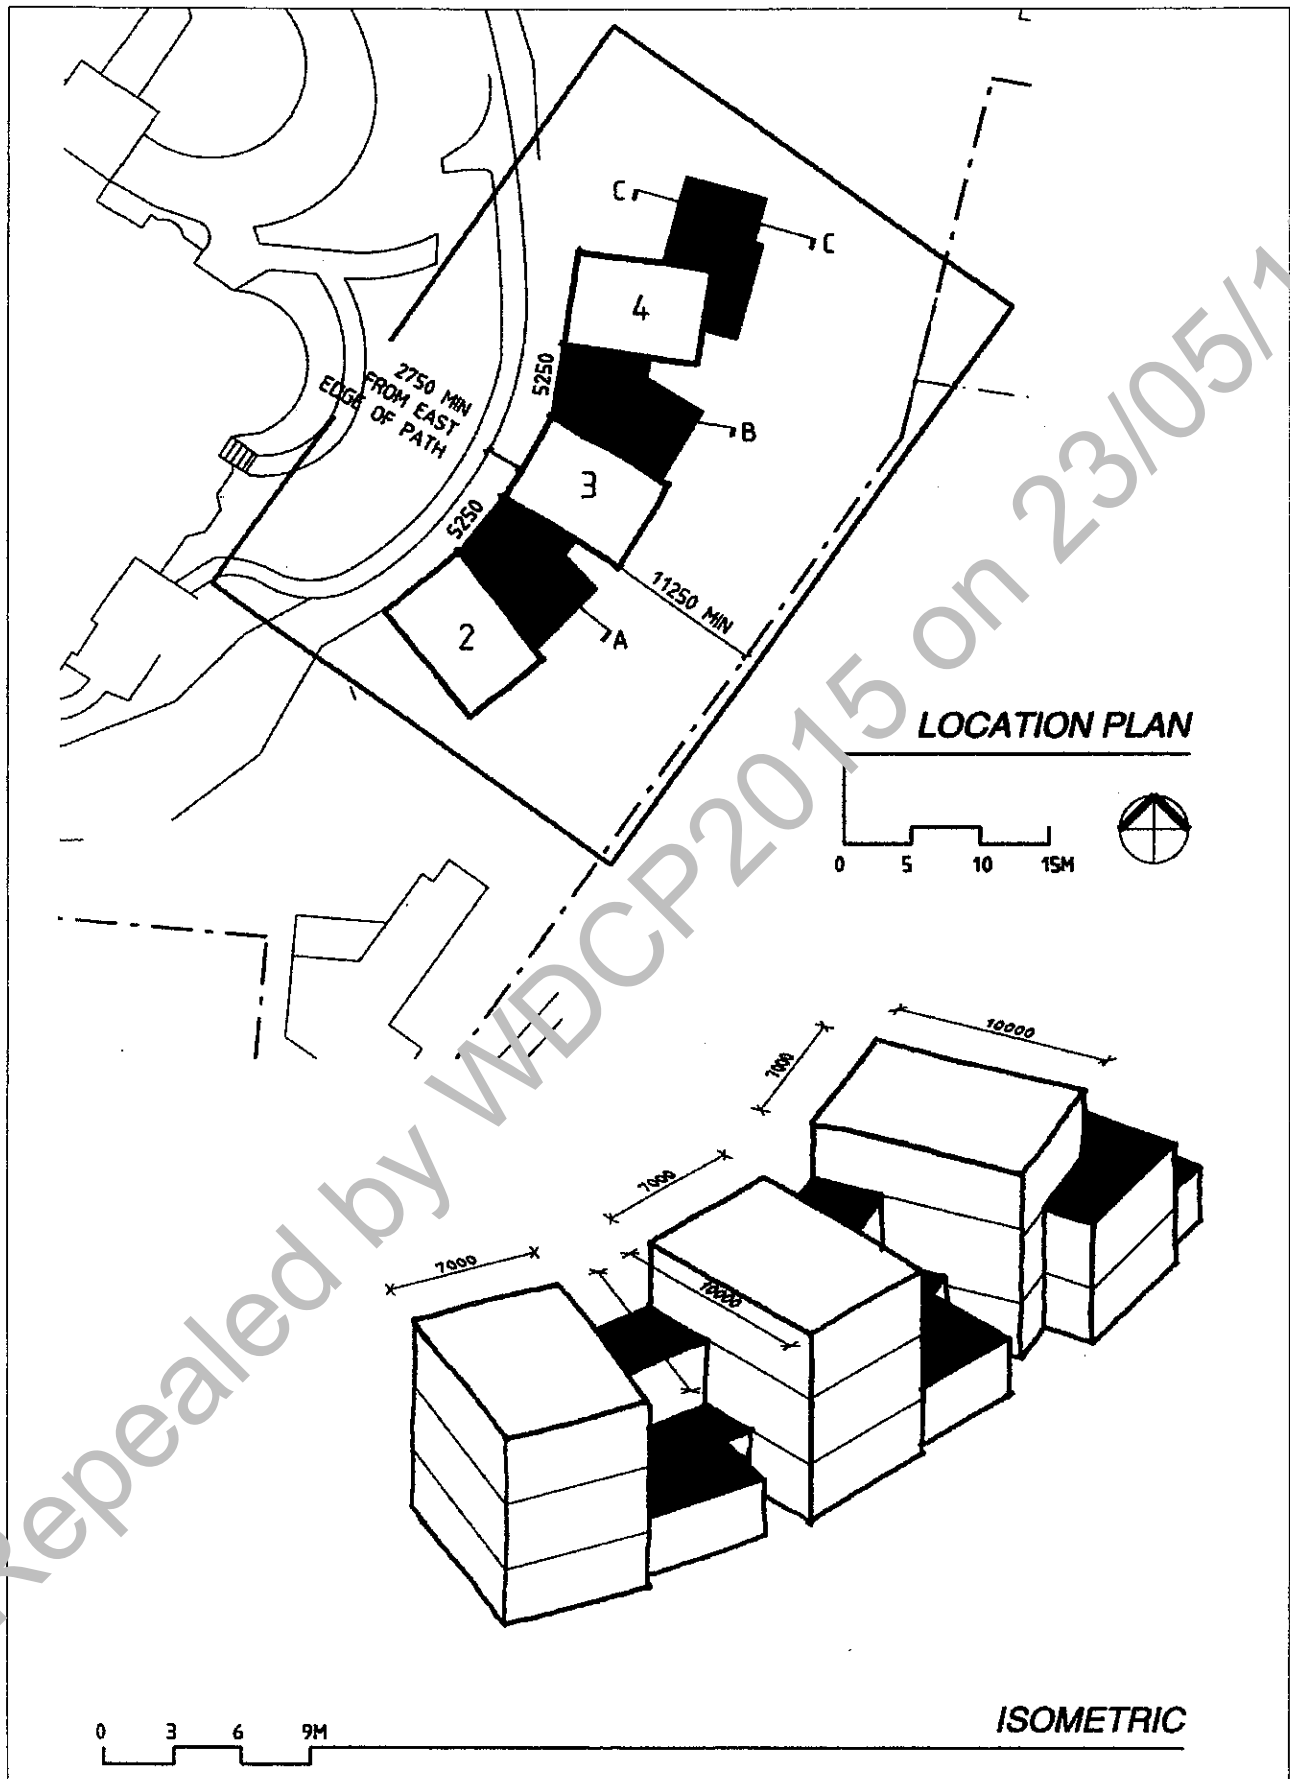 C
C
4
2750 MIN
FROM EAST
EDGE OF PATH
5250
B
3
5250
11250 MIN
A
2
LOCATION PLAN
0 5 10 15M
10000
7000
7000
7000
10000
ISOMETRIC
0 3 6 9M
Repealed by WDCP2015 on 23/05/1